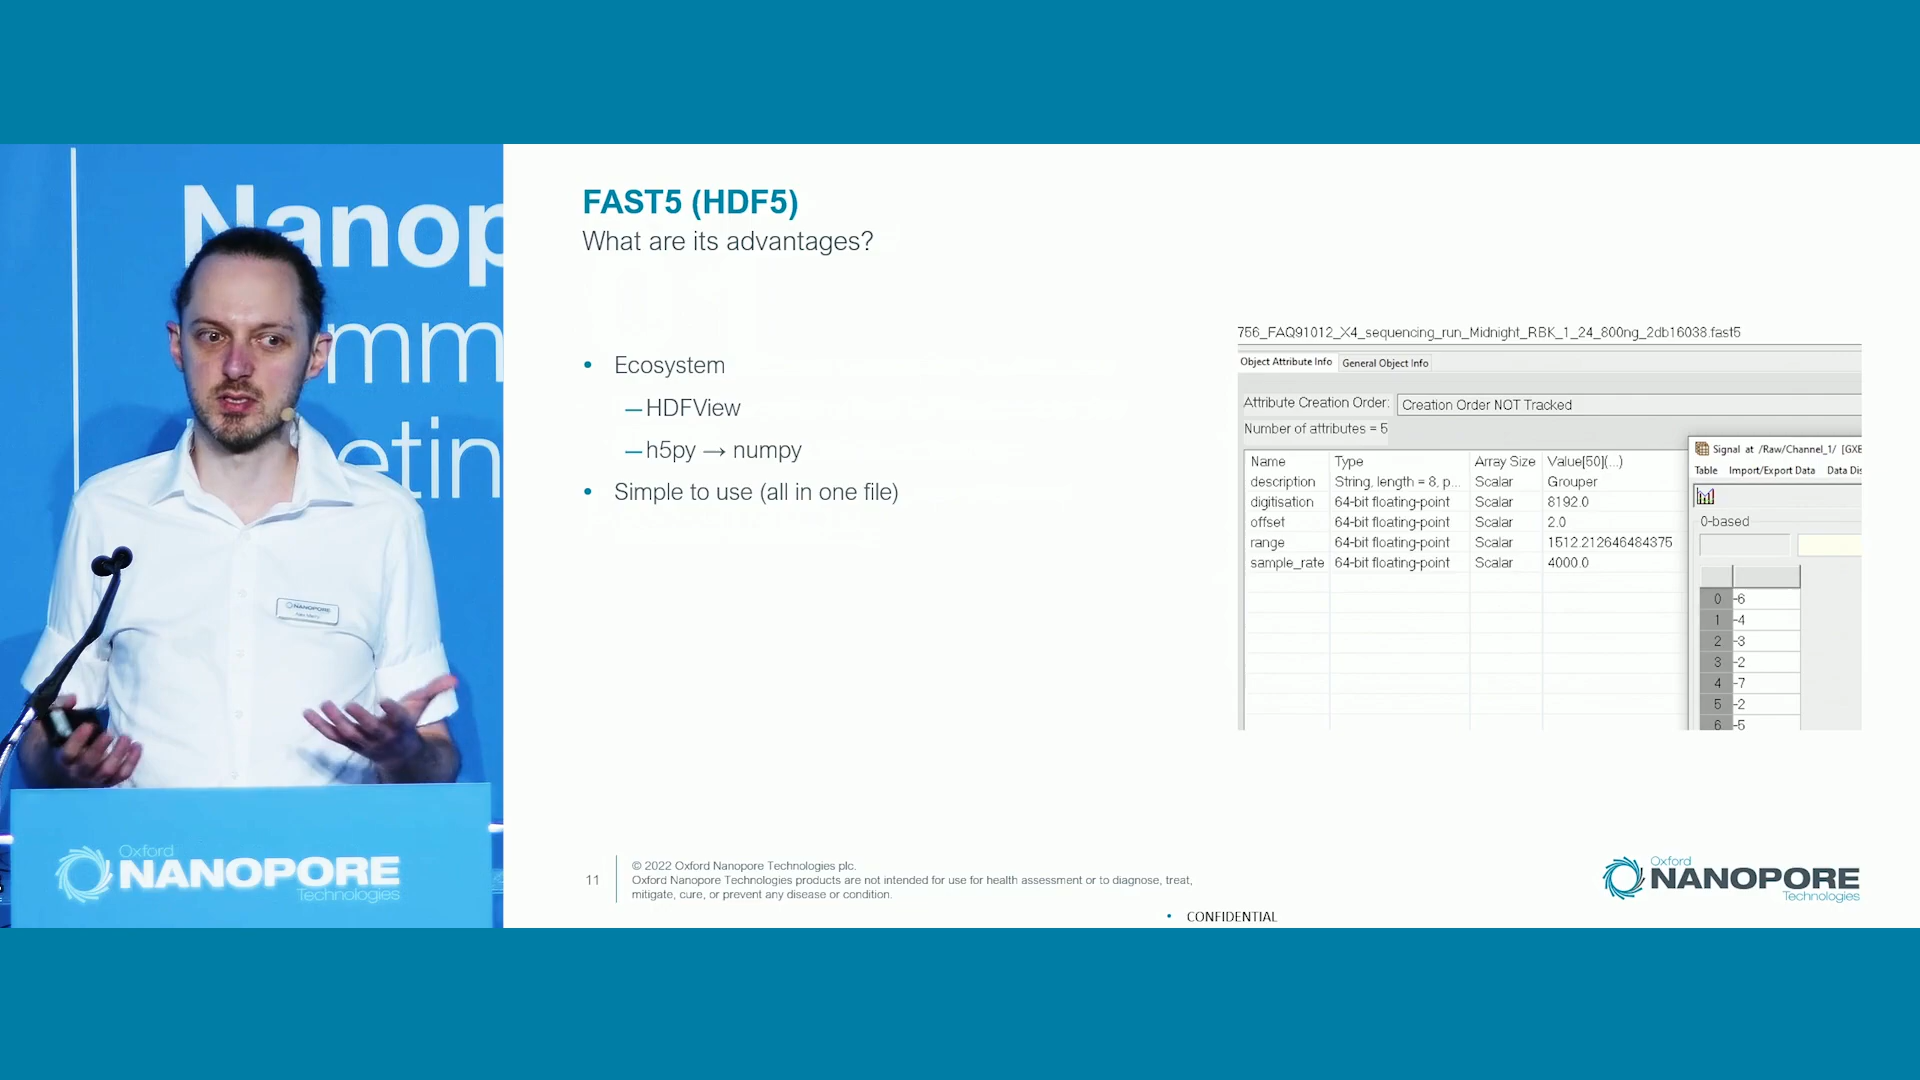 Nanop
mm
etin
NANOPORE
Oxford
NANOPORE
Technologies
FAST5 (HDF5)
What are its advantages?
• Ecosystem
— HDFView
— h5py → numpy
• Simple to use (all in one file)
756_FAQ91012_X4_sequencing_run_Midnight_RBK_1_24_800ng_2db16038.fast5
Object Attribute Info General Object Info
Attribute Creation Order: Creation Order NOT Tracked
Number of attributes = 5
Name Type Array Size Value[50](...)
description String, length = 8, p... Scalar Grouper
digitisation 64-bit floating-point Scalar 8192.0
offset 64-bit floating-point Scalar 2.0
range 64-bit floating-point Scalar 1512.212646484375
sample_rate 64-bit floating-point Scalar 4000.0
Signal at /Raw/Channel_1/ [GXE
Table Import/Export Data Data Dis
0-based
0 -6
1 -4
2 -3
3 -2
4 -7
5 -2
6 -5
11
© 2022 Oxford Nanopore Technologies plc.
Oxford Nanopore Technologies products are not intended for use for health assessment or to diagnose, treat,
mitigate, cure, or prevent any disease or condition.
• CONFIDENTIAL
Oxford
NANOPORE
Technologies